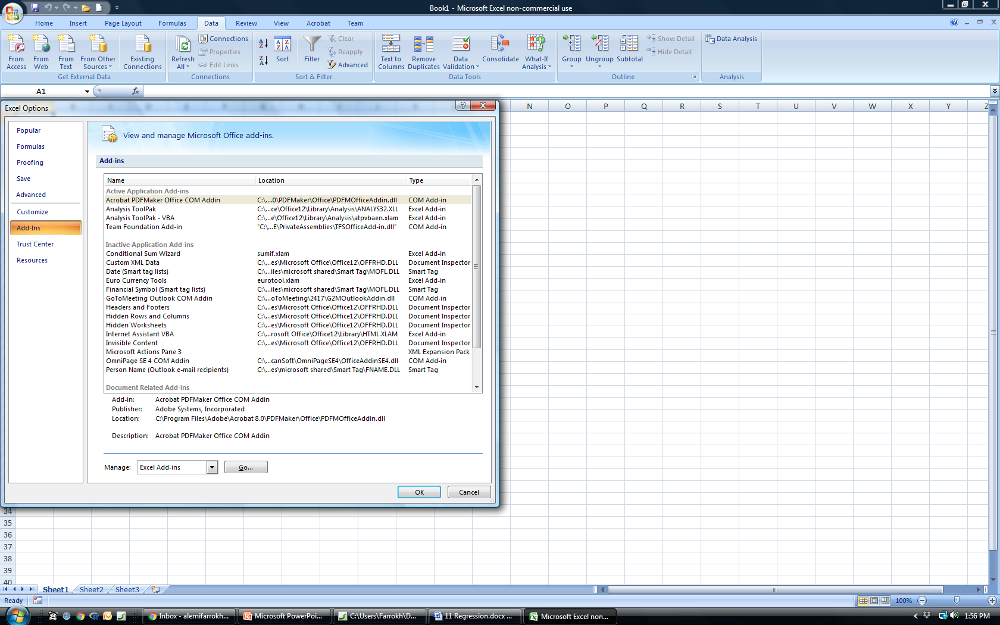 Book1 - Microsoft Excel non-commercial use
Home Insert Page Layout Formulas Data Review View Acrobat Team
From Access From Web From Text From Other Sources Existing Connections
Get External Data
Refresh All Connections Properties Edit Links
Connections
Sort Filter Clear Reapply Advanced
Sort & Filter
Text to Columns Remove Duplicates Data Validation Consolidate What-If Analysis
Data Tools
Group Ungroup Subtotal Show Detail Hide Detail
Outline
Data Analysis
Analysis
A1 fx
N O P Q R S T U V W X Y Z
Excel Options
Popular
Formulas
Proofing
Save
Advanced
Customize
Add-Ins
Trust Center
Resources
View and manage Microsoft Office add-ins.
Add-ins
Name Location Type
Active Application Add-ins
Acrobat PDFMaker Office COM Addin C:\...0\PDFMaker\Office\PDFMOfficeAddin.dll COM Add-in
Analysis ToolPak C:\...ce\Office12\Library\Analysis\ANALYS32.XLL Excel Add-in
Analysis ToolPak - VBA C:\...e\Office12\Library\Analysis\atpvbaen.xlam Excel Add-in
Team Foundation Add-in "C:\...E\PrivateAssemblies\TFSOfficeAdd-in.dll" COM Add-in
Inactive Application Add-ins
Conditional Sum Wizard sumif.xlam Excel Add-in
Custom XML Data C:\...es\Microsoft Office\Office12\OFFRHD.DLL Document Inspector
Date (Smart tag lists) C:\...iles\microsoft shared\Smart Tag\MOFL.DLL Smart Tag
Euro Currency Tools eurotool.xlam Excel Add-in
Financial Symbol (Smart tag lists) C:\...iles\microsoft shared\Smart Tag\MOFL.DLL Smart Tag
GoToMeeting Outlook COM Addin C:\...oToMeeting\2417\G2MOutlookAddin.dll COM Add-in
Headers and Footers C:\...es\Microsoft Office\Office12\OFFRHD.DLL Document Inspector
Hidden Rows and Columns C:\...es\Microsoft Office\Office12\OFFRHD.DLL Document Inspector
Hidden Worksheets C:\...es\Microsoft Office\Office12\OFFRHD.DLL Document Inspector
Internet Assistant VBA C:\...rosoft Office\Office12\Library\HTML.XLAM Excel Add-in
Invisible Content C:\...es\Microsoft Office\Office12\OFFRHD.DLL Document Inspector
Microsoft Actions Pane 3 XML Expansion Pack
OmniPage SE 4 COM Addin C:\...canSoft\OmniPageSE4\OfficeAddinSE4.dll COM Add-in
Person Name (Outlook e-mail recipients) C:\...es\microsoft shared\Smart Tag\FNAME.DLL Smart Tag
Document Related Add-ins
Add-in: Acrobat PDFMaker Office COM Addin
Publisher: Adobe Systems, Incorporated
Location: C:\Program Files\Adobe\Acrobat 8.0\PDFMaker\Office\PDFMOfficeAddin.dll
Description: Acrobat PDFMaker Office COM Addin
Manage: Excel Add-ins Go...
OK Cancel
34
35
36
37
38
39
40
Sheet1 Sheet2 Sheet3
Ready 100%
Inbox - alemifarrokh... Microsoft PowerPoi... C:\Users\Farrokh\D... 11 Regression.docx ... Microsoft Excel non... 1:56 PM